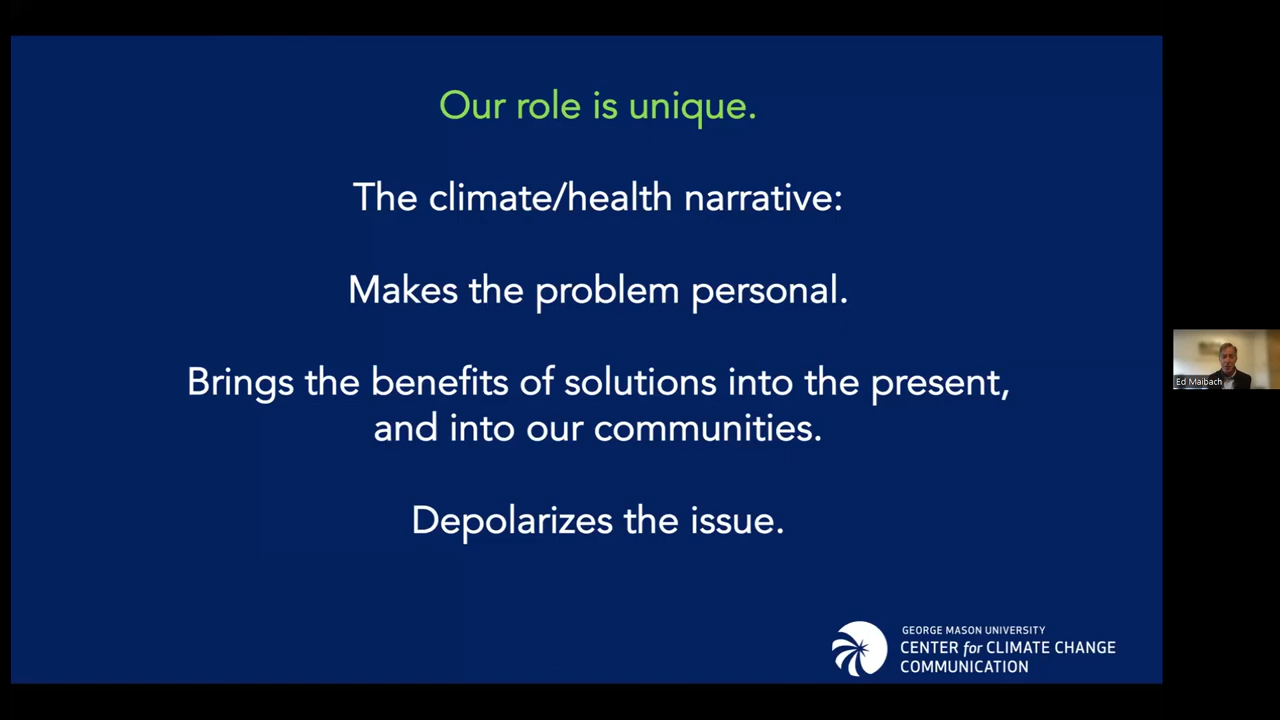 Our role is unique.
The climate/health narrative:
Makes the problem personal.
Brings the benefits of solutions into the present,
and into our communities.
Depolarizes the issue.
Ed Maibach
GEORGE MASON UNIVERSITY
CENTER for CLIMATE CHANGE
COMMUNICATION